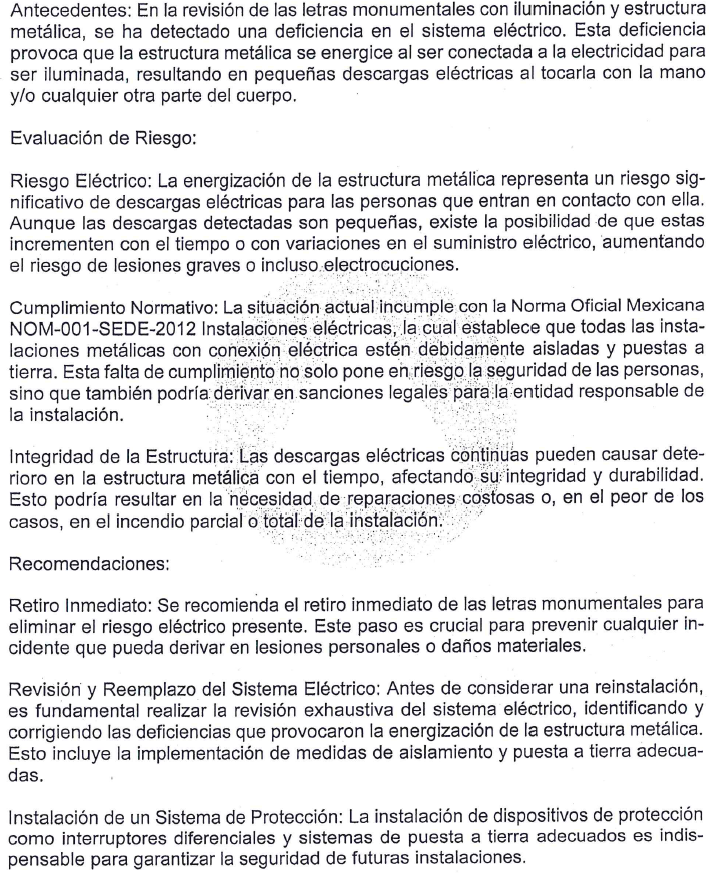 Antecedentes: En la revisión de las letras monumentales con iluminación y estructura
metálica, se ha detectado una deficiencia en el sistema eléctrico. Esta deficiencia
provoca que la estructura metálica se energice al ser conectada a la electricidad para
ser iluminada, resultando en pequeñas descargas eléctricas al tocarla con la mano
y/o cualquier otra parte del cuerpo.
Evaluación de Riesgo:
Riesgo Eléctrico: La energización de la estructura metálica representa un riesgo sig-
nificativo de descargas eléctricas para las personas que entran en contacto con ella.
Aunque las descargas detectadas son pequeñas, existe la posibilidad de que estas
incrementen con el tiempo o con variaciones en el suministro eléctrico, aumentando
el riesgo de lesiones graves o incluso electrocuciones.
Cumplimiento Normativo: La situación actual incumple con la Norma Oficial Mexicana
NOM-001-SEDE-2012 Instalaciones eléctricas, la cual establece que todas las insta-
laciones metálicas con conexión eléctrica estén debidamente aisladas y puestas a
tierra. Esta falta de cumplimiento no solo pone en riesgo la seguridad de las personas,
sino que también podría derivar en sanciones legales para la entidad responsable de
la instalación.
Integridad de la Estructura: Las descargas eléctricas continuas pueden causar dete-
rioro en la estructura metálica con el tiempo, afectando su integridad y durabilidad.
Esto podría resultar en la necesidad de reparaciones costosas o, en el peor de los
casos, en el incendio parcial o total de la instalación.
Recomendaciones:
Retiro Inmediato: Se recomienda el retiro inmediato de las letras monumentales para
eliminar el riesgo eléctrico presente. Este paso es crucial para prevenir cualquier in-
cidente que pueda derivar en lesiones personales o daños materiales.
Revisión y Reemplazo del Sistema Eléctrico: Antes de considerar una reinstalación,
es fundamental realizar la revisión exhaustiva del sistema eléctrico, identificando y
corrigiendo las deficiencias que provocaron la energización de la estructura metálica.
Esto incluye la implementación de medidas de aislamiento y puesta a tierra adecua-
das.
Instalación de un Sistema de Protección: La instalación de dispositivos de protección
como interruptores diferenciales y sistemas de puesta a tierra adecuados es indis-
pensable para garantizar la seguridad de futuras instalaciones.